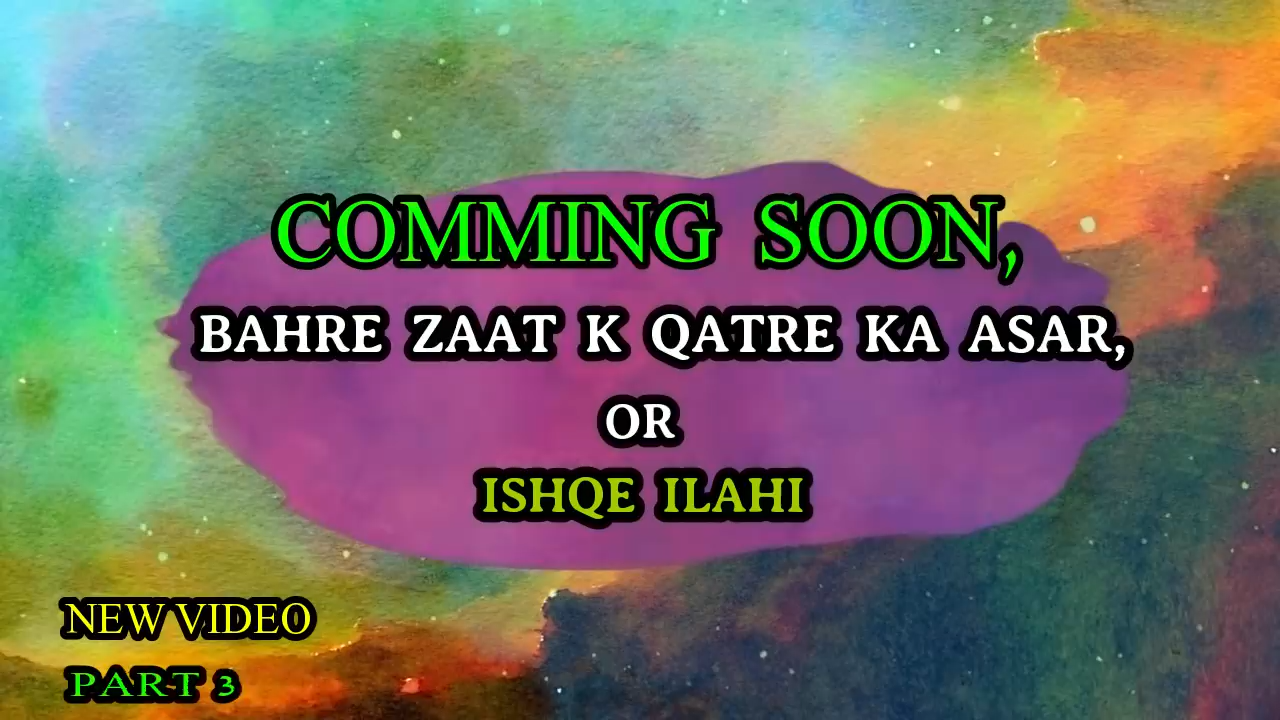 COMMING SOON,
BAHRE ZAAT K QATRE KA ASAR,
OR
ISHQE ILAHI
NEW VIDEO
PART 3